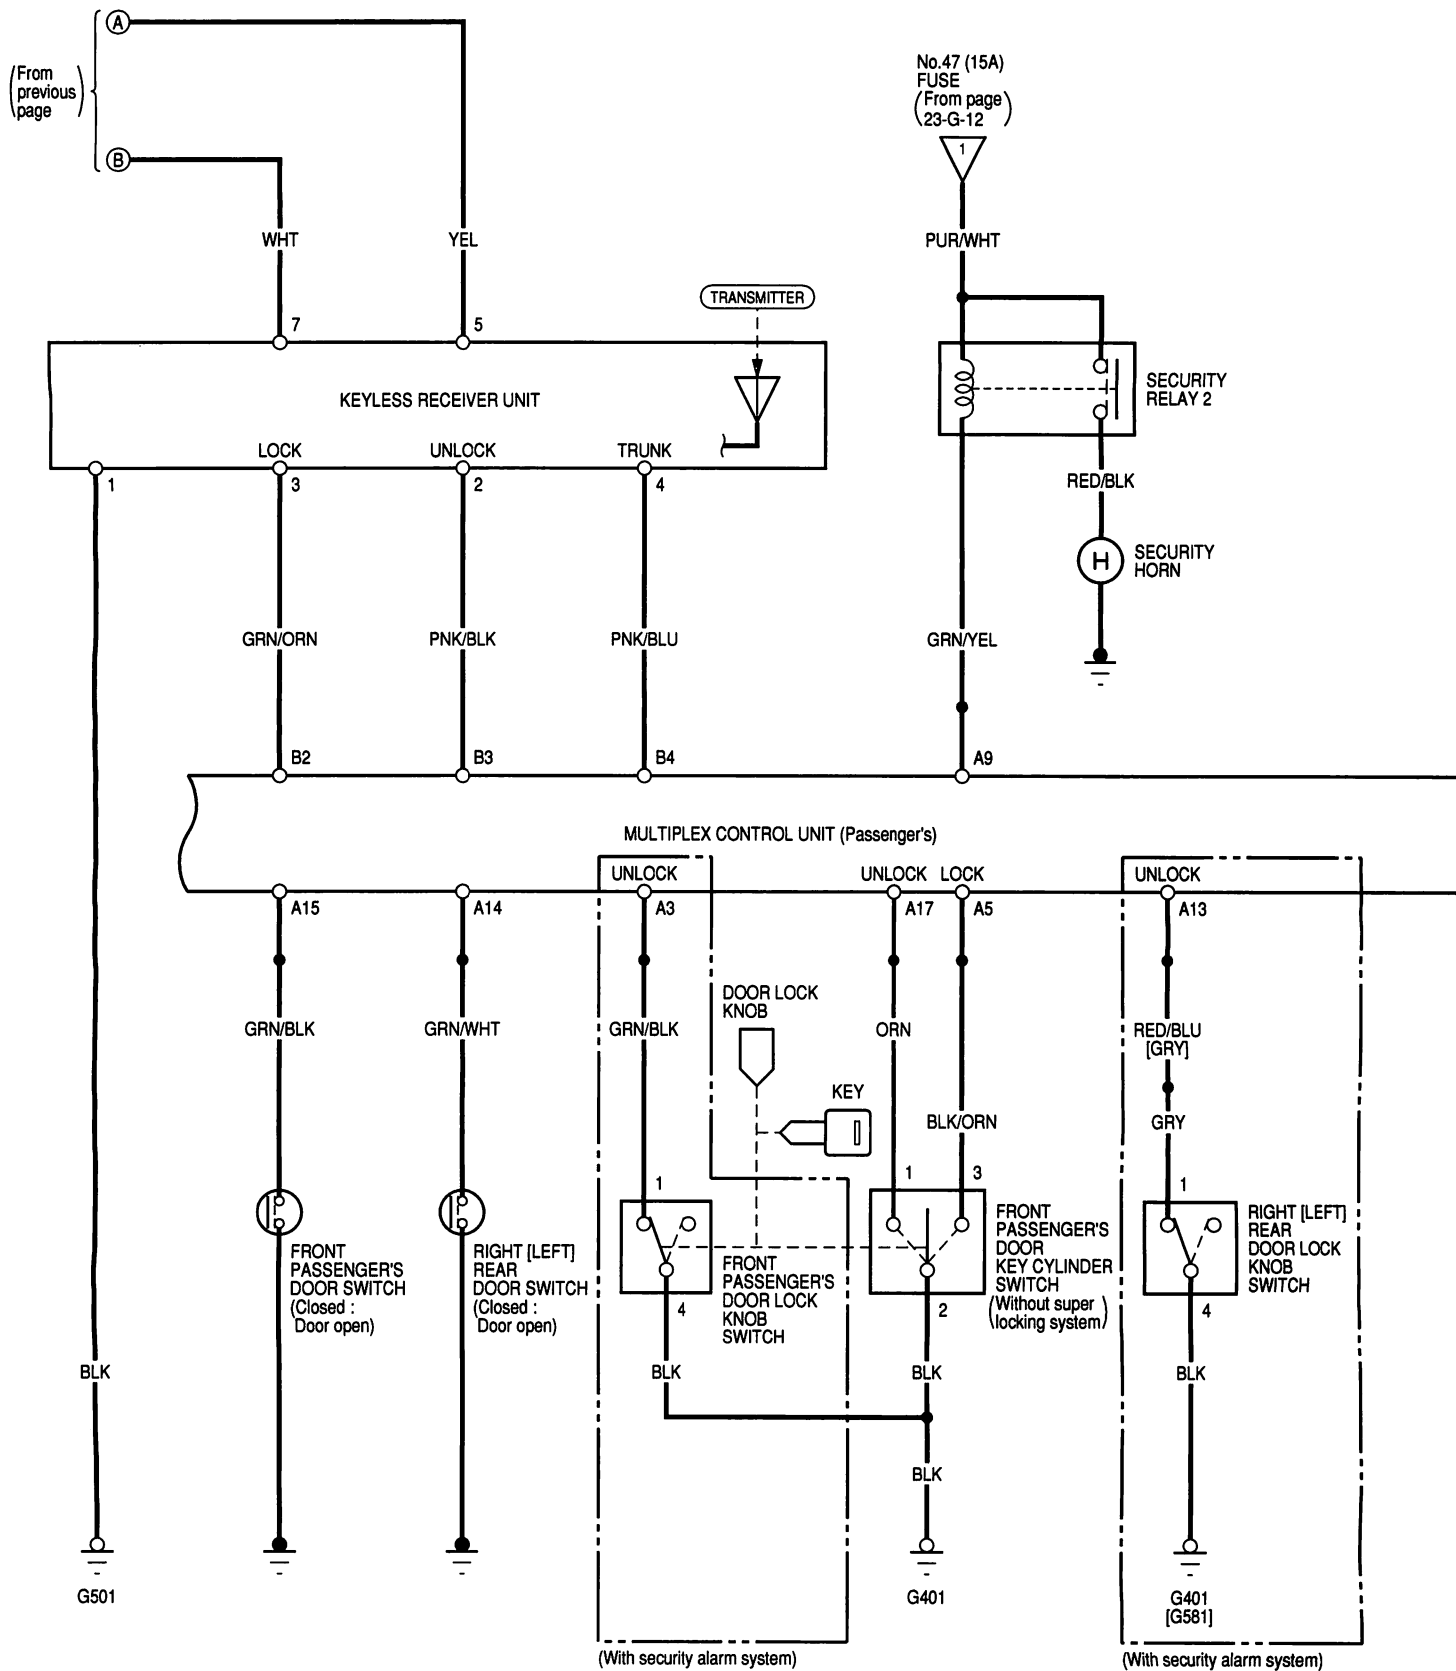 A
(From
previous
page)
B
No.47 (15A)
FUSE
(From page)
23-G-12
1
WHT
YEL
PUR/WHT
TRANSMITTER
7
5
KEYLESS RECEIVER UNIT
SECURITY
RELAY 2
LOCK
UNLOCK
TRUNK
1
3
2
4
RED/BLK
H
SECURITY
HORN
GRN/ORN
PNK/BLK
PNK/BLU
GRN/YEL
B2
B3
B4
A9
MULTIPLEX CONTROL UNIT (Passenger's)
UNLOCK
UNLOCK
LOCK
UNLOCK
A15
A14
A3
A17
A5
A13
DOOR LOCK
KNOB
GRN/BLK
GRN/WHT
GRN/BLK
ORN
RED/BLU
[GRY]
KEY
BLK/ORN
GRY
1
1
3
1
FRONT
PASSENGER'S
DOOR SWITCH
(Closed :
Door open)
RIGHT [LEFT]
REAR
DOOR SWITCH
(Closed :
Door open)
FRONT
PASSENGER'S
DOOR LOCK
KNOB
SWITCH
FRONT
PASSENGER'S
DOOR
KEY CYLINDER
SWITCH
(Without super
locking system)
RIGHT [LEFT]
REAR
DOOR LOCK
KNOB
SWITCH
4
2
4
BLK
BLK
BLK
BLK
BLK
G501
G401
G401
[G581]
(With security alarm system)
(With security alarm system)